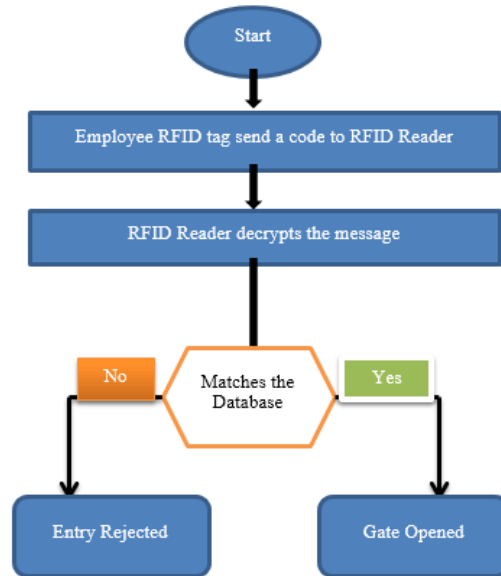 Start
Employee RFID tag send a code to RFID Reader
RFID Reader decrypts the message
No
Matches the
Database
Yes
Entry Rejected
Gate Opened